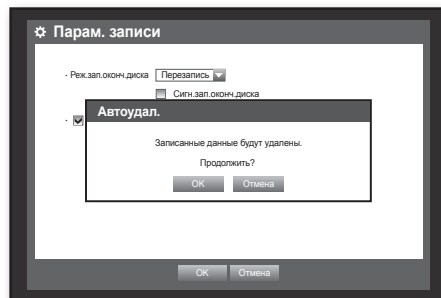 Парам. записи
· Реж.зап.оконч.диска Перезапись
Сигн.зап.оконч.диска
·
Автоудал.
Записанные данные будут удалены.
Продолжить?
OK Отмена
OK Отмена